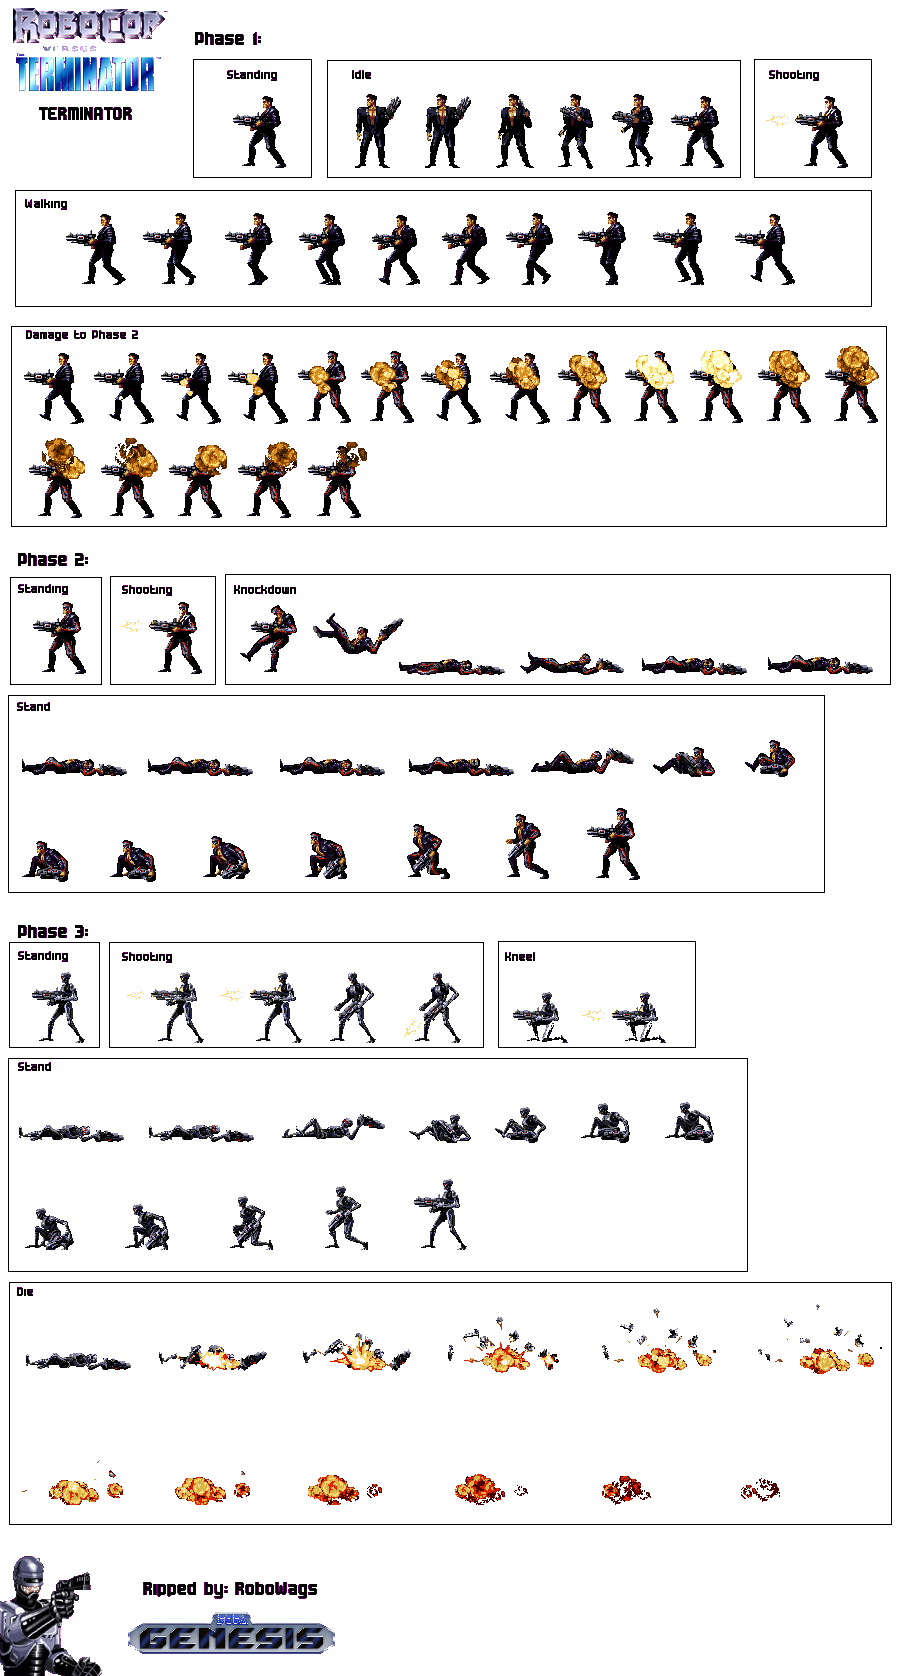 ROBOCOP
VERSUS
THE
TERMINATOR
TERMINATOR
Phase 1:
Standing
Idle
Shooting
Walking
Damage to Phase 2
Phase 2:
Standing
Shooting
Knockdown
Stand
Phase 3:
Standing
Shooting
Kneel
Stand
Die
Ripped by: RoboWags
SEGA
GENESIS